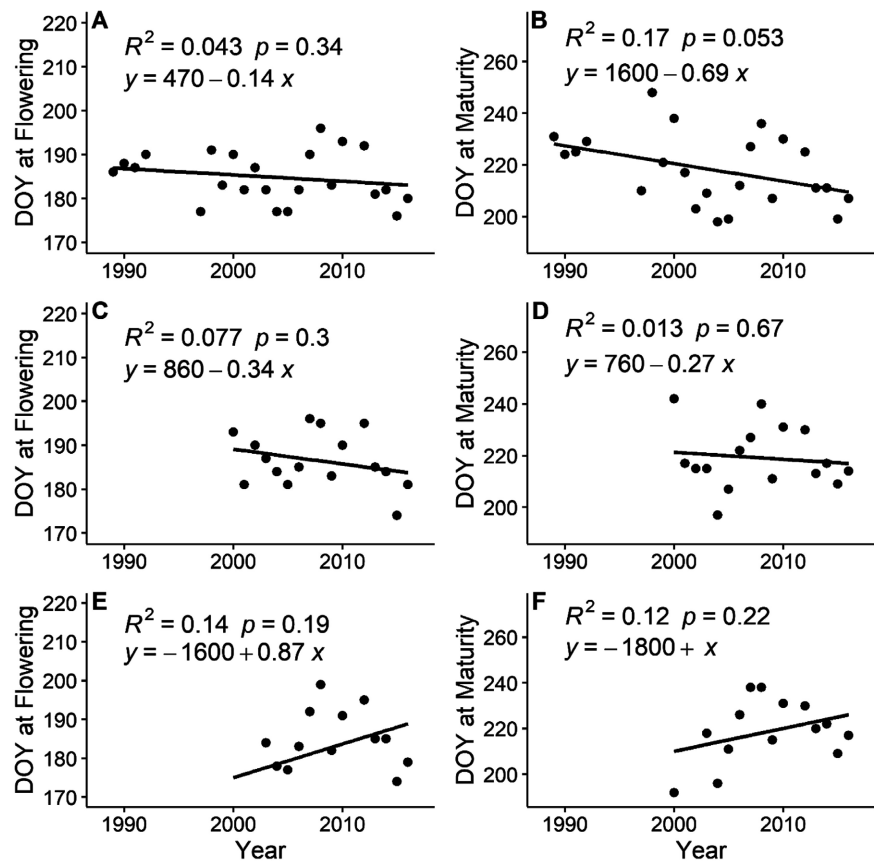 A
R² = 0.043 p = 0.34
y = 470 − 0.14 x
DOY at Flowering
220
210
200
190
180
170
1990 2000 2010
B
R² = 0.17 p = 0.053
y = 1600 − 0.69 x
DOY at Maturity
260
240
220
200
1990 2000 2010
C
R² = 0.077 p = 0.3
y = 860 − 0.34 x
DOY at Flowering
220
210
200
190
180
170
1990 2000 2010
D
R² = 0.013 p = 0.67
y = 760 − 0.27 x
DOY at Maturity
260
240
220
200
1990 2000 2010
E
R² = 0.14 p = 0.19
y = − 1600 + 0.87 x
DOY at Flowering
220
210
200
190
180
170
1990 2000 2010
Year
F
R² = 0.12 p = 0.22
y = − 1800 + x
DOY at Maturity
260
240
220
200
1990 2000 2010
Year